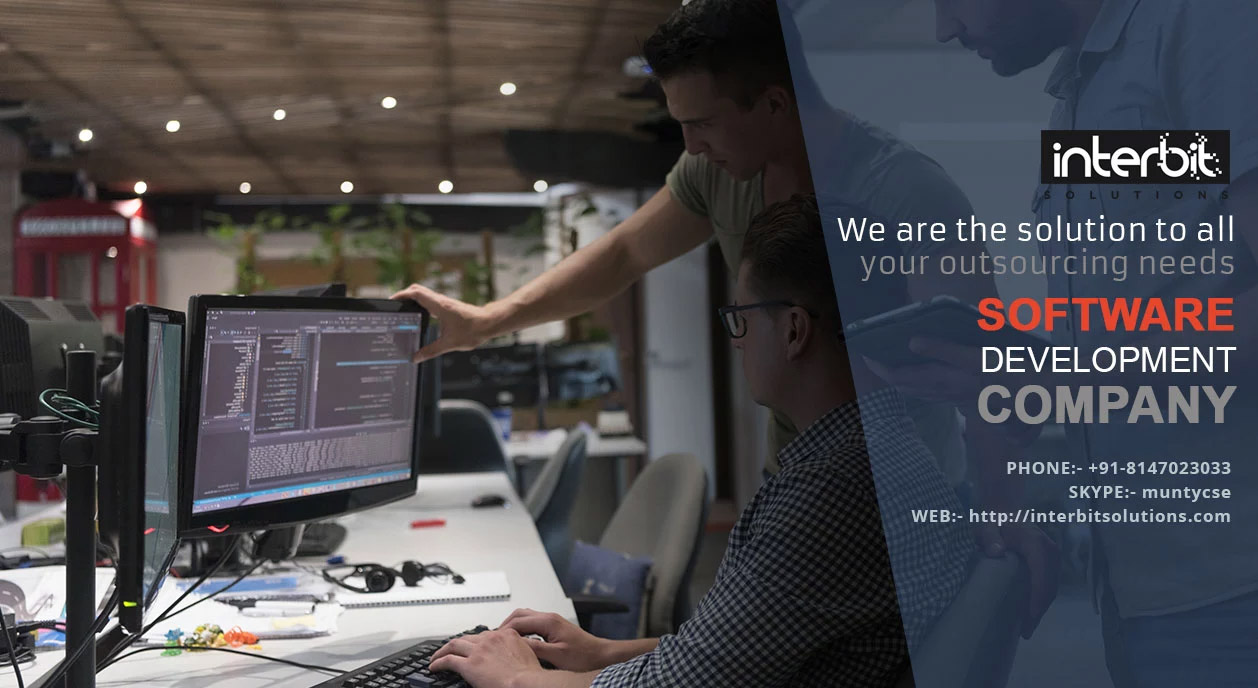 interbit
SOLUTIONS
We are the solution to all
your outsourcing needs
SOFTWARE
DEVELOPMENT
COMPANY
PHONE:- +91-8147023033
SKYPE:- muntycse
WEB:- http://interbitsolutions.com